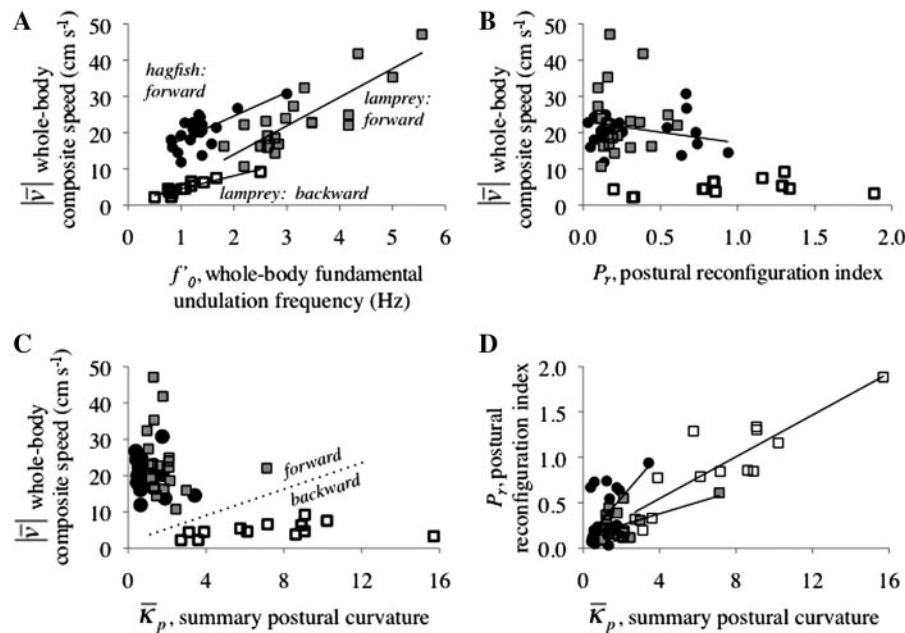 A
|v̄| whole-body
composite speed (cm s⁻¹)
50
40
30
20
10
0
hagfish:
forward
lamprey:
forward
lamprey: backward
0 1 2 3 4 5 6
f'₀, whole-body fundamental
undulation frequency (Hz)
B
|v̄| whole-body
composite speed (cm s⁻¹)
50
40
30
20
10
0
0.0 0.5 1.0 1.5 2.0
Pᵣ, postural reconfiguration index
C
|v̄| whole-body
composite speed (cm s⁻¹)
50
40
30
20
10
0
forward
backward
0 4 8 12 16
κ̄ₚ, summary postural curvature
D
Pᵣ, postural
reconfiguration index
2.0
1.5
1.0
0.5
0.0
0 4 8 12 16
κ̄ₚ, summary postural curvature